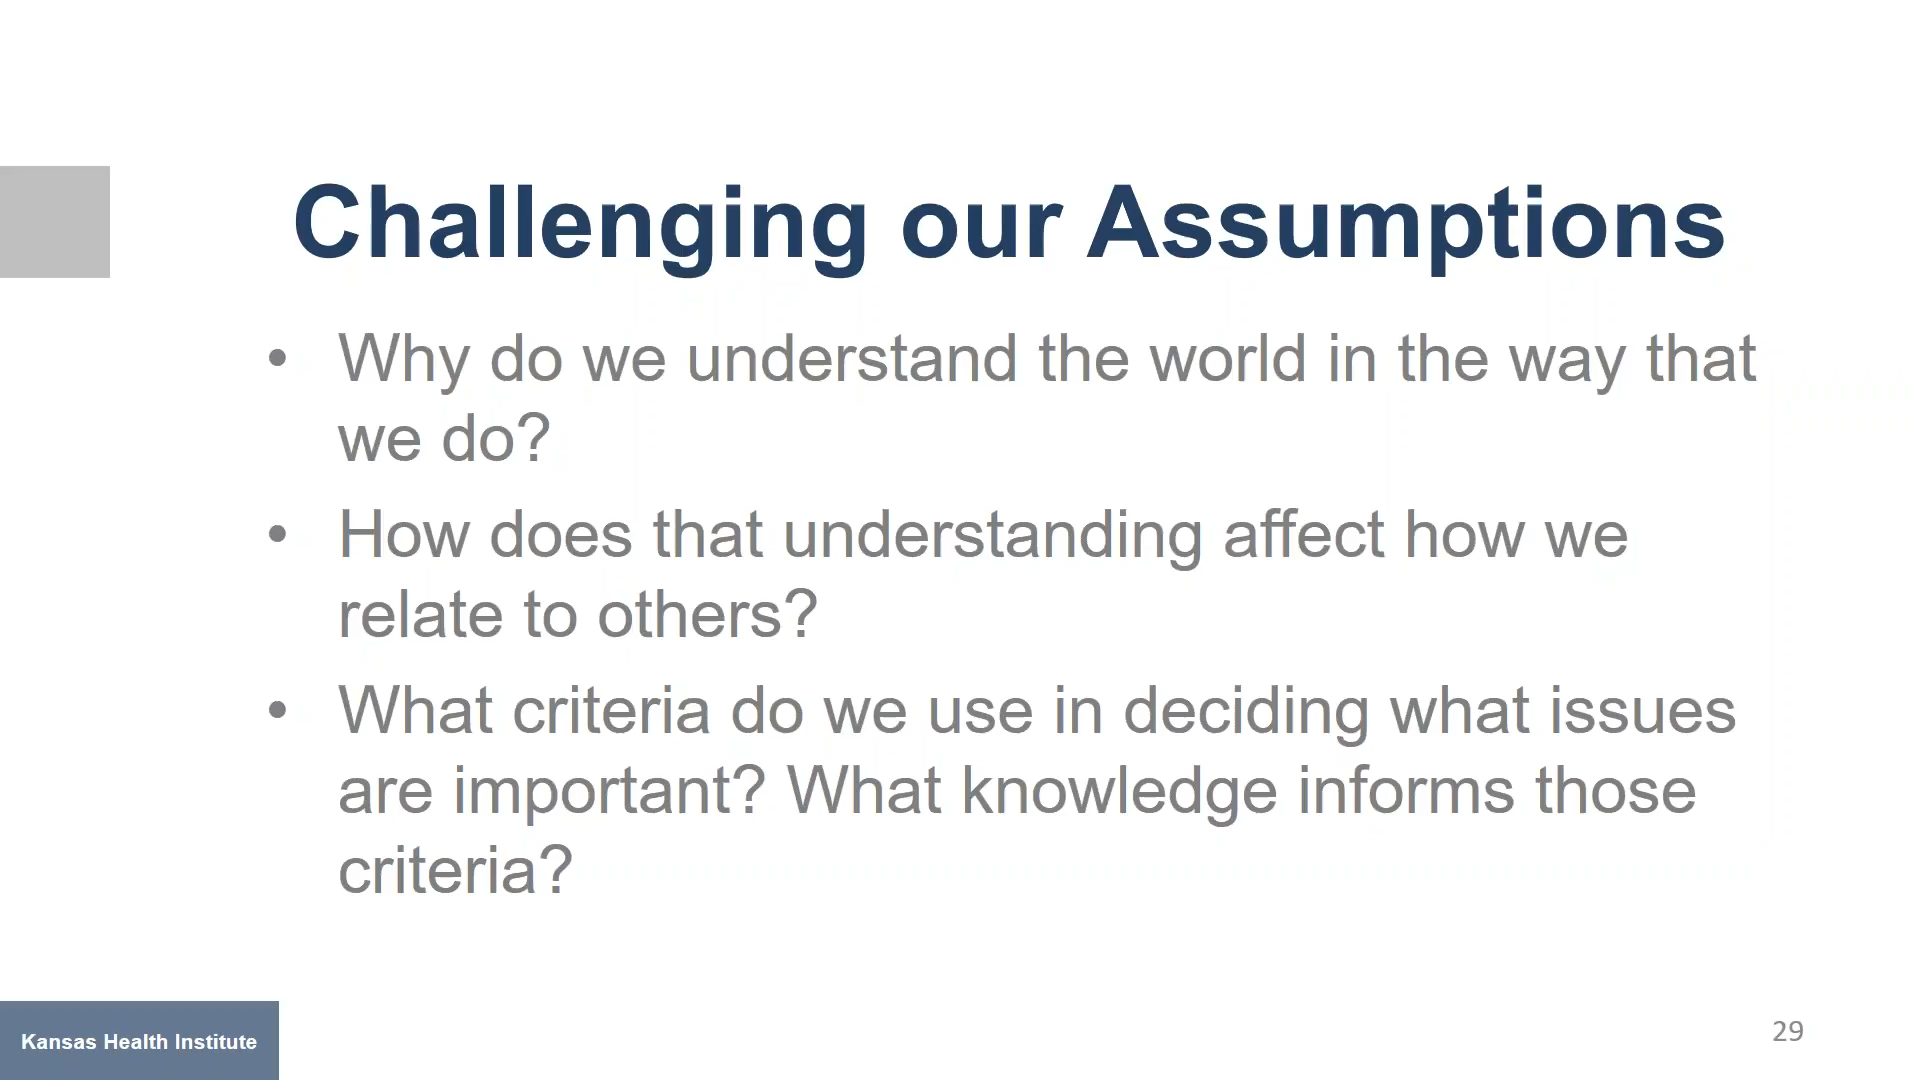 Challenging our Assumptions
• Why do we understand the world in the way that
we do?
• How does that understanding affect how we
relate to others?
• What criteria do we use in deciding what issues
are important? What knowledge informs those
criteria?
Kansas Health Institute
29